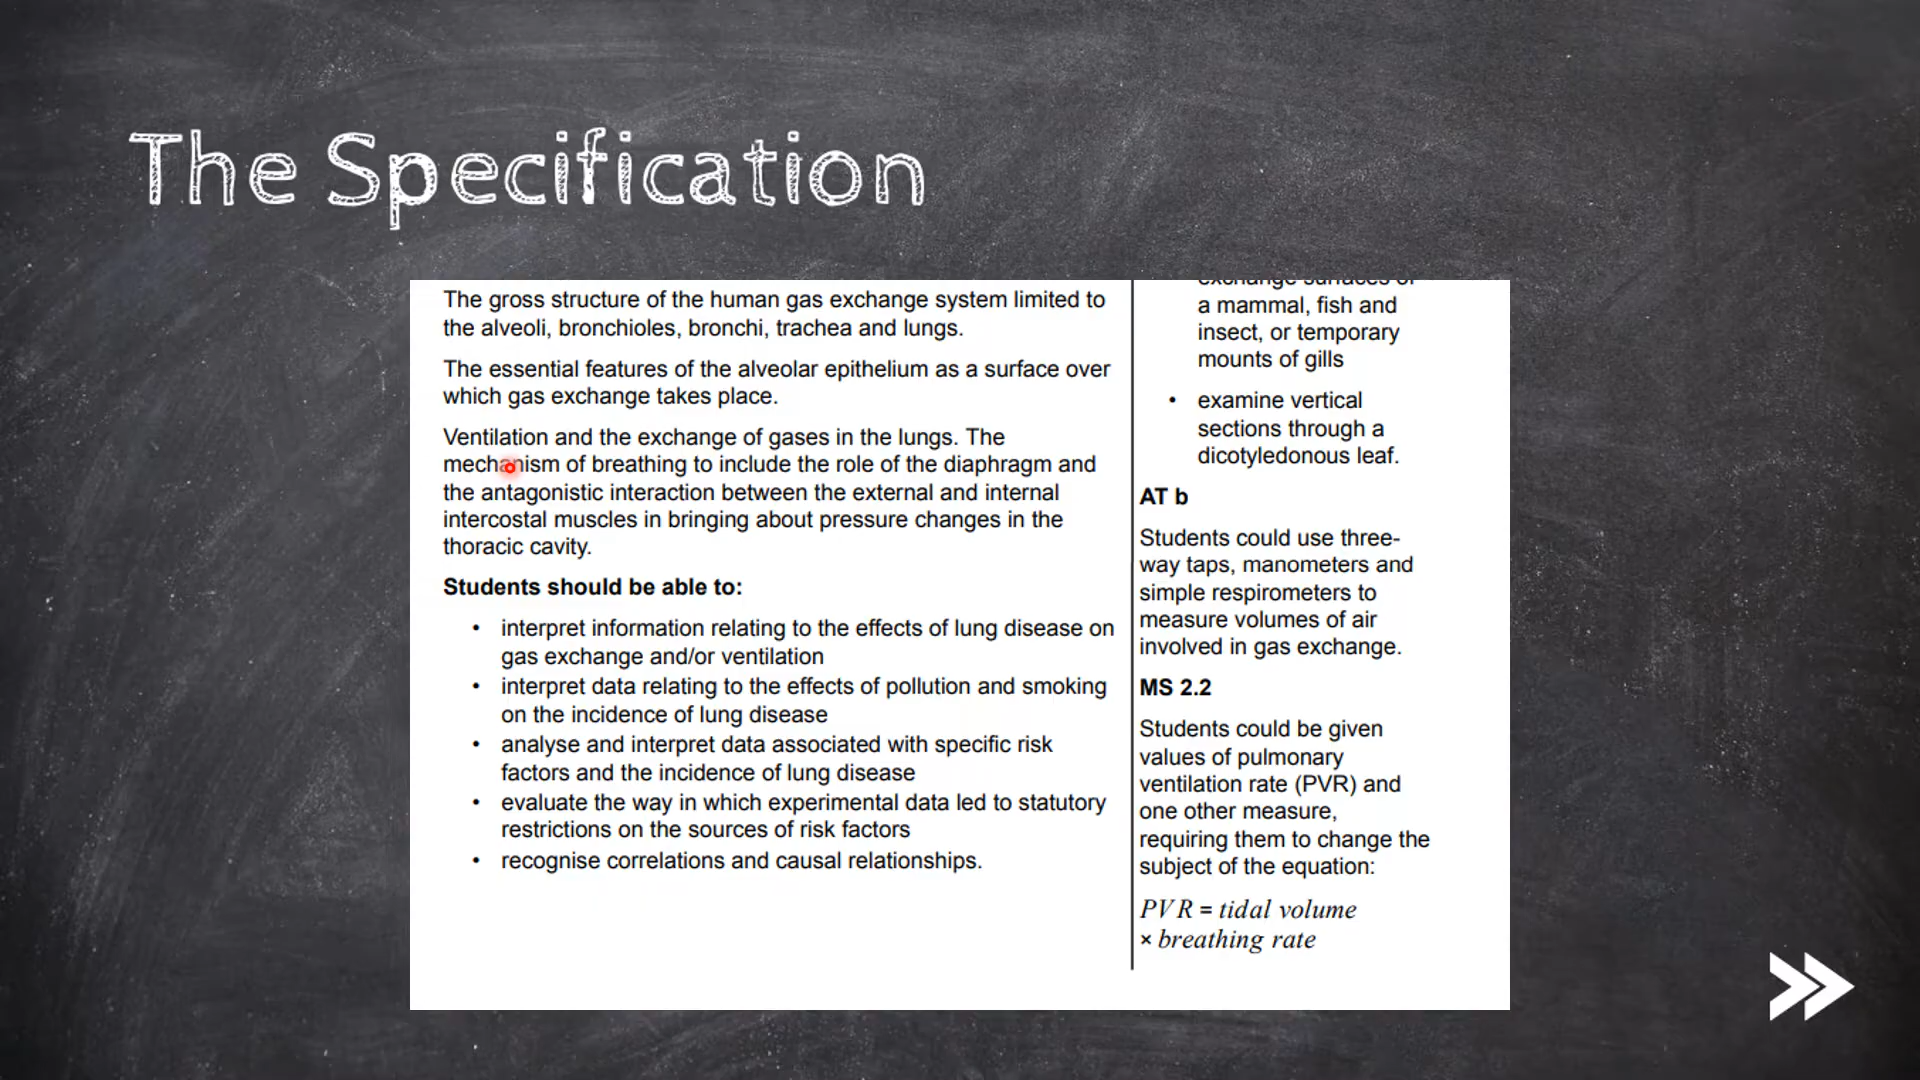 The Specification
The gross structure of the human gas exchange system limited to
the alveoli, bronchioles, bronchi, trachea and lungs.
The essential features of the alveolar epithelium as a surface over
which gas exchange takes place.
Ventilation and the exchange of gases in the lungs. The
mechanism of breathing to include the role of the diaphragm and
the antagonistic interaction between the external and internal
intercostal muscles in bringing about pressure changes in the
thoracic cavity.
Students should be able to:
• interpret information relating to the effects of lung disease on
gas exchange and/or ventilation
• interpret data relating to the effects of pollution and smoking
on the incidence of lung disease
• analyse and interpret data associated with specific risk
factors and the incidence of lung disease
• evaluate the way in which experimental data led to statutory
restrictions on the sources of risk factors
• recognise correlations and causal relationships.
exchange surfaces of
a mammal, fish and
insect, or temporary
mounts of gills
• examine vertical
sections through a
dicotyledonous leaf.
AT b
Students could use three-
way taps, manometers and
simple respirometers to
measure volumes of air
involved in gas exchange.
MS 2.2
Students could be given
values of pulmonary
ventilation rate (PVR) and
one other measure,
requiring them to change the
subject of the equation:
PVR = tidal volume
× breathing rate